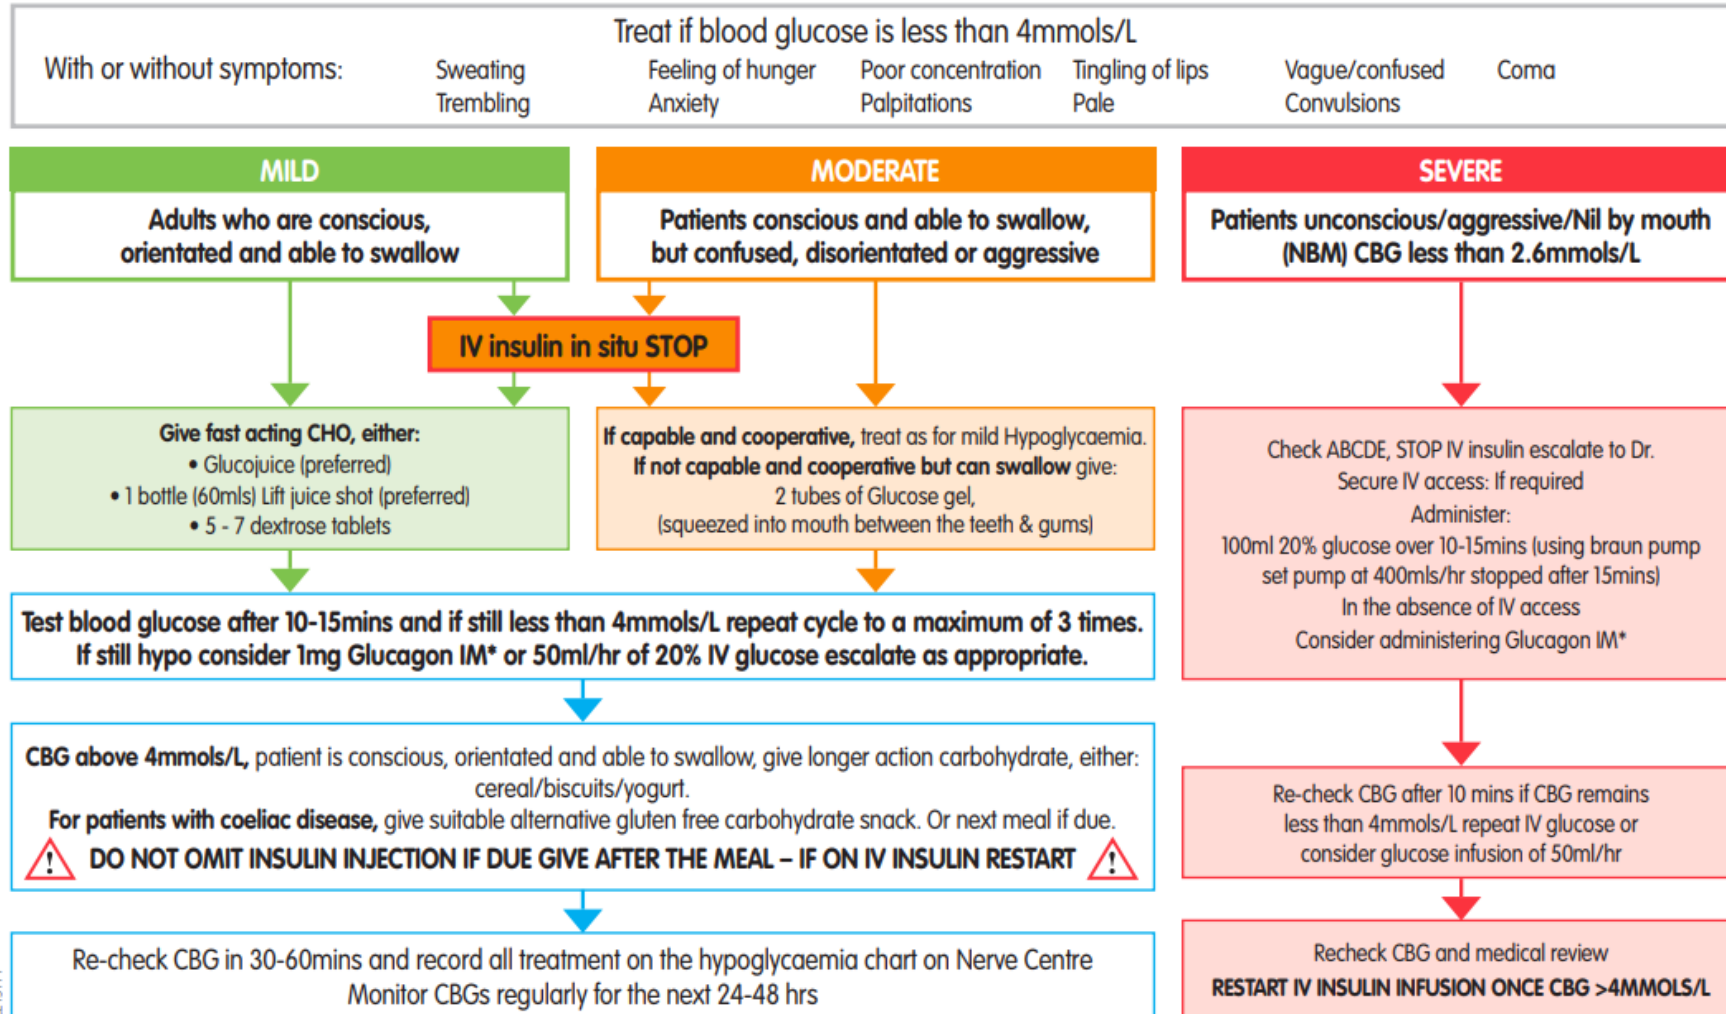 Treat if blood glucose is less than 4mmols/L
With or without symptoms:
Sweating
Feeling of hunger
Poor concentration
Tingling of lips
Vague/confused
Coma
Trembling
Anxiety
Palpitations
Pale
Convulsions
MILD
Adults who are conscious,
orientated and able to swallow
MODERATE
Patients conscious and able to swallow,
but confused, disorientated or aggressive
SEVERE
Patients unconscious/aggressive/Nil by mouth
(NBM) CBG less than 2.6mmols/L
IV insulin in situ STOP
Give fast acting CHO, either:
• Glucojuice (preferred)
• 1 bottle (60mls) Lift juice shot (preferred)
• 5 - 7 dextrose tablets
If capable and cooperative, treat as for mild Hypoglycaemia.
If not capable and cooperative but can swallow give:
2 tubes of Glucose gel,
(squeezed into mouth between the teeth & gums)
Check ABCDE, STOP IV insulin escalate to Dr.
Secure IV access: If required
Administer:
100ml 20% glucose over 10-15mins (using braun pump
set pump at 400mls/hr stopped after 15mins)
In the absence of IV access
Consider administering Glucagon IM*
Test blood glucose after 10-15mins and if still less than 4mmols/L repeat cycle to a maximum of 3 times.
If still hypo consider 1mg Glucagon IM* or 50ml/hr of 20% IV glucose escalate as appropriate.
CBG above 4mmols/L, patient is conscious, orientated and able to swallow, give longer action carbohydrate, either:
cereal/biscuits/yogurt.
For patients with coeliac disease, give suitable alternative gluten free carbohydrate snack. Or next meal if due.
! DO NOT OMIT INSULIN INJECTION IF DUE GIVE AFTER THE MEAL – IF ON IV INSULIN RESTART !
Re-check CBG after 10 mins if CBG remains
less than 4mmols/L repeat IV glucose or
consider glucose infusion of 50ml/hr
Re-check CBG in 30-60mins and record all treatment on the hypoglycaemia chart on Nerve Centre
Monitor CBGs regularly for the next 24-48 hrs
Recheck CBG and medical review
RESTART IV INSULIN INFUSION ONCE CBG >4MMOLS/L